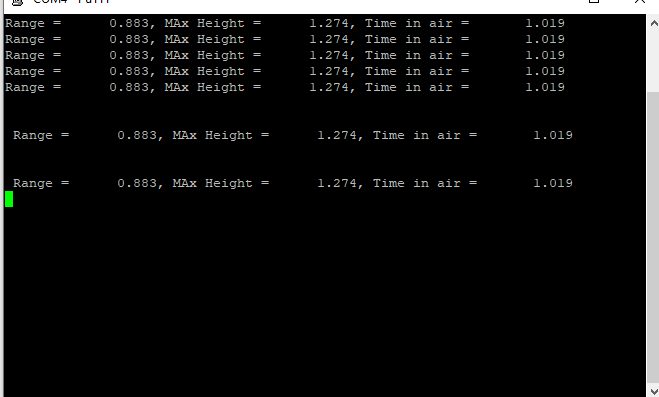 Range =      0.883, MAx Height =      1.274, Time in air =      1.019
Range =      0.883, MAx Height =      1.274, Time in air =      1.019
Range =      0.883, MAx Height =      1.274, Time in air =      1.019
Range =      0.883, MAx Height =      1.274, Time in air =      1.019
Range =      0.883, MAx Height =      1.274, Time in air =      1.019
Range =      0.883, MAx Height =      1.274, Time in air =       1.019
Range =      0.883, MAx Height =      1.274, Time in air =       1.019